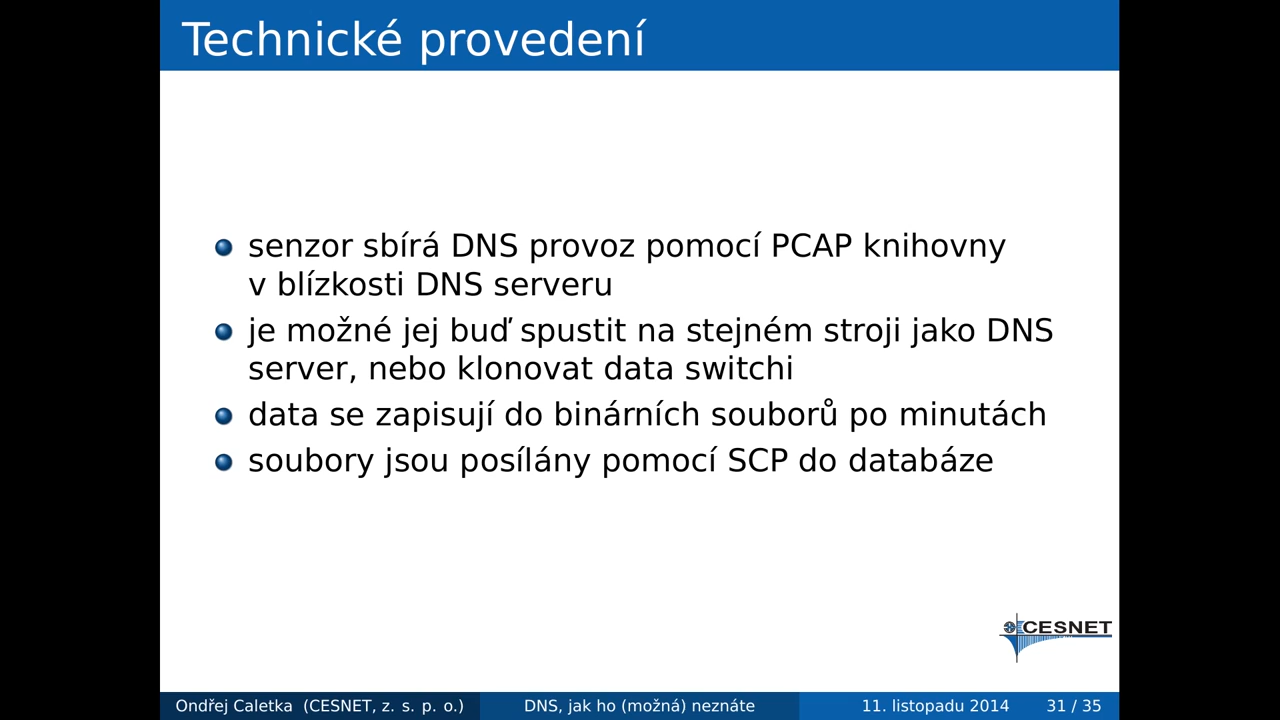 Technické provedení
senzor sbírá DNS provoz pomocí PCAP knihovny
v blízkosti DNS serveru
je možné jej buď spustit na stejném stroji jako DNS
server, nebo klonovat data switchi
data se zapisují do binárních souborů po minutách
soubory jsou posílány pomocí SCP do databáze
CESNET
Ondřej Caletka (CESNET, z. s. p. o.)
DNS, jak ho (možná) neznáte
11. listopadu 2014
31 / 35